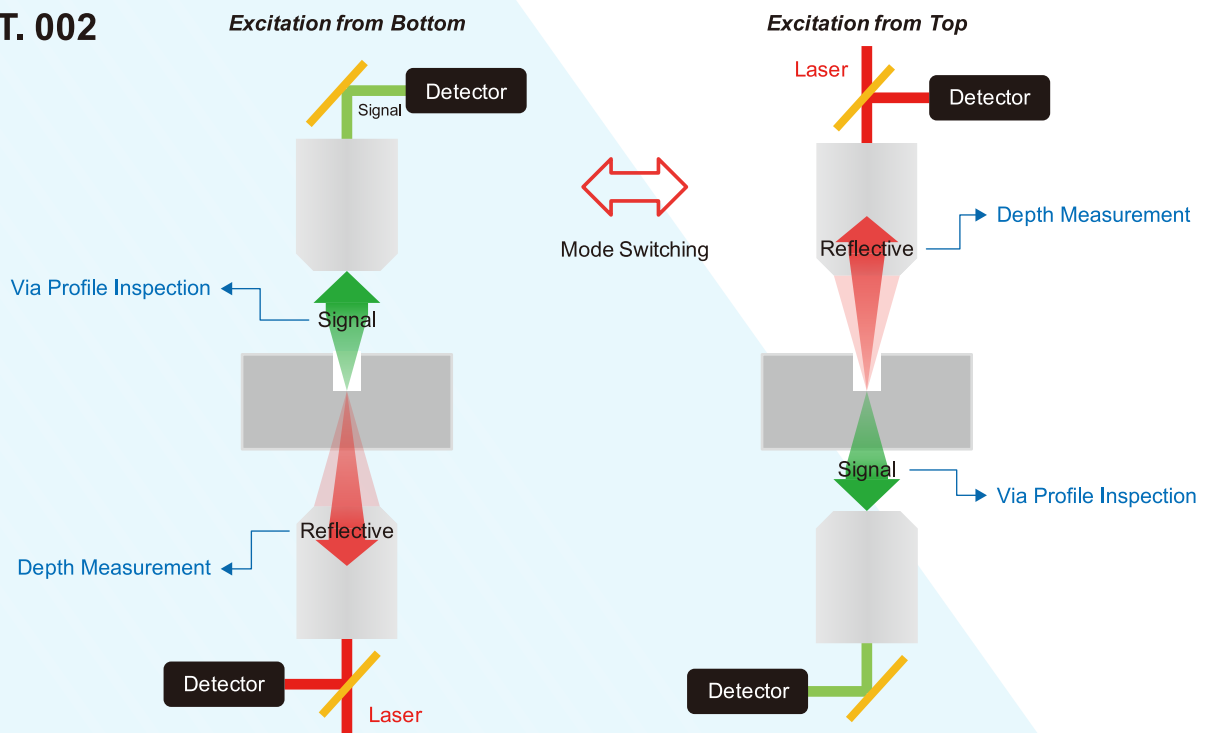 T. 002
Excitation from Bottom
Detector
Signal
Via Profile Inspection
Signal
Reflective
Depth Measurement
Detector
Laser
Mode Switching
Excitation from Top
Laser
Detector
Reflective
Depth Measurement
Signal
Via Profile Inspection
Detector